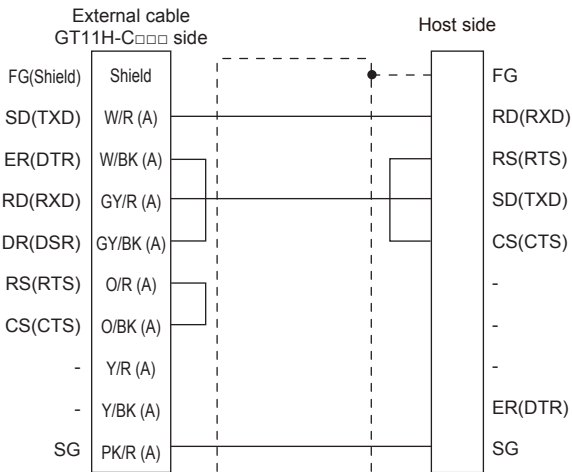 External cable
GT11H-C□□□ side
Host side
FG(Shield) Shield FG
SD(TXD) W/R (A) RD(RXD)
ER(DTR) W/BK (A) RS(RTS)
RD(RXD) GY/R (A) SD(TXD)
DR(DSR) GY/BK (A) CS(CTS)
RS(RTS) O/R (A) -
CS(CTS) O/BK (A) -
- Y/R (A) -
- Y/BK (A) ER(DTR)
SG PK/R (A) SG